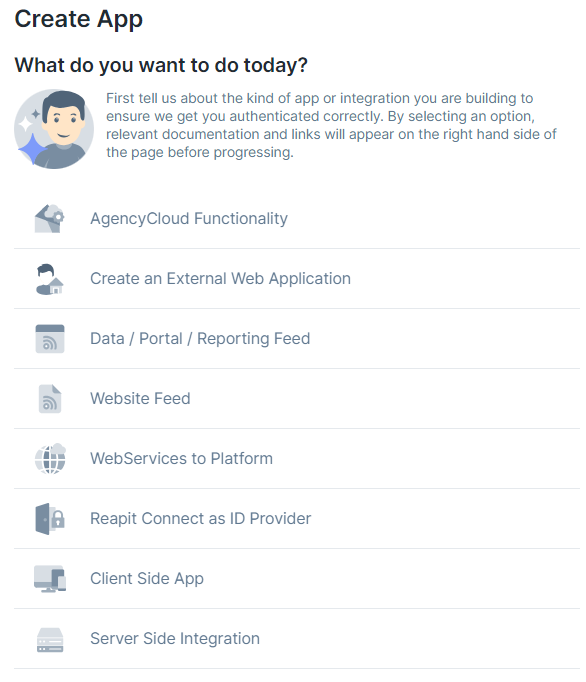 Create App
What do you want to do today?
First tell us about the kind of app or integration you are building to
ensure we get you authenticated correctly. By selecting an option,
relevant documentation and links will appear on the right hand side of
the page before progressing.
AgencyCloud Functionality
Create an External Web Application
Data / Portal / Reporting Feed
Website Feed
WebServices to Platform
Reapit Connect as ID Provider
Client Side App
Server Side Integration